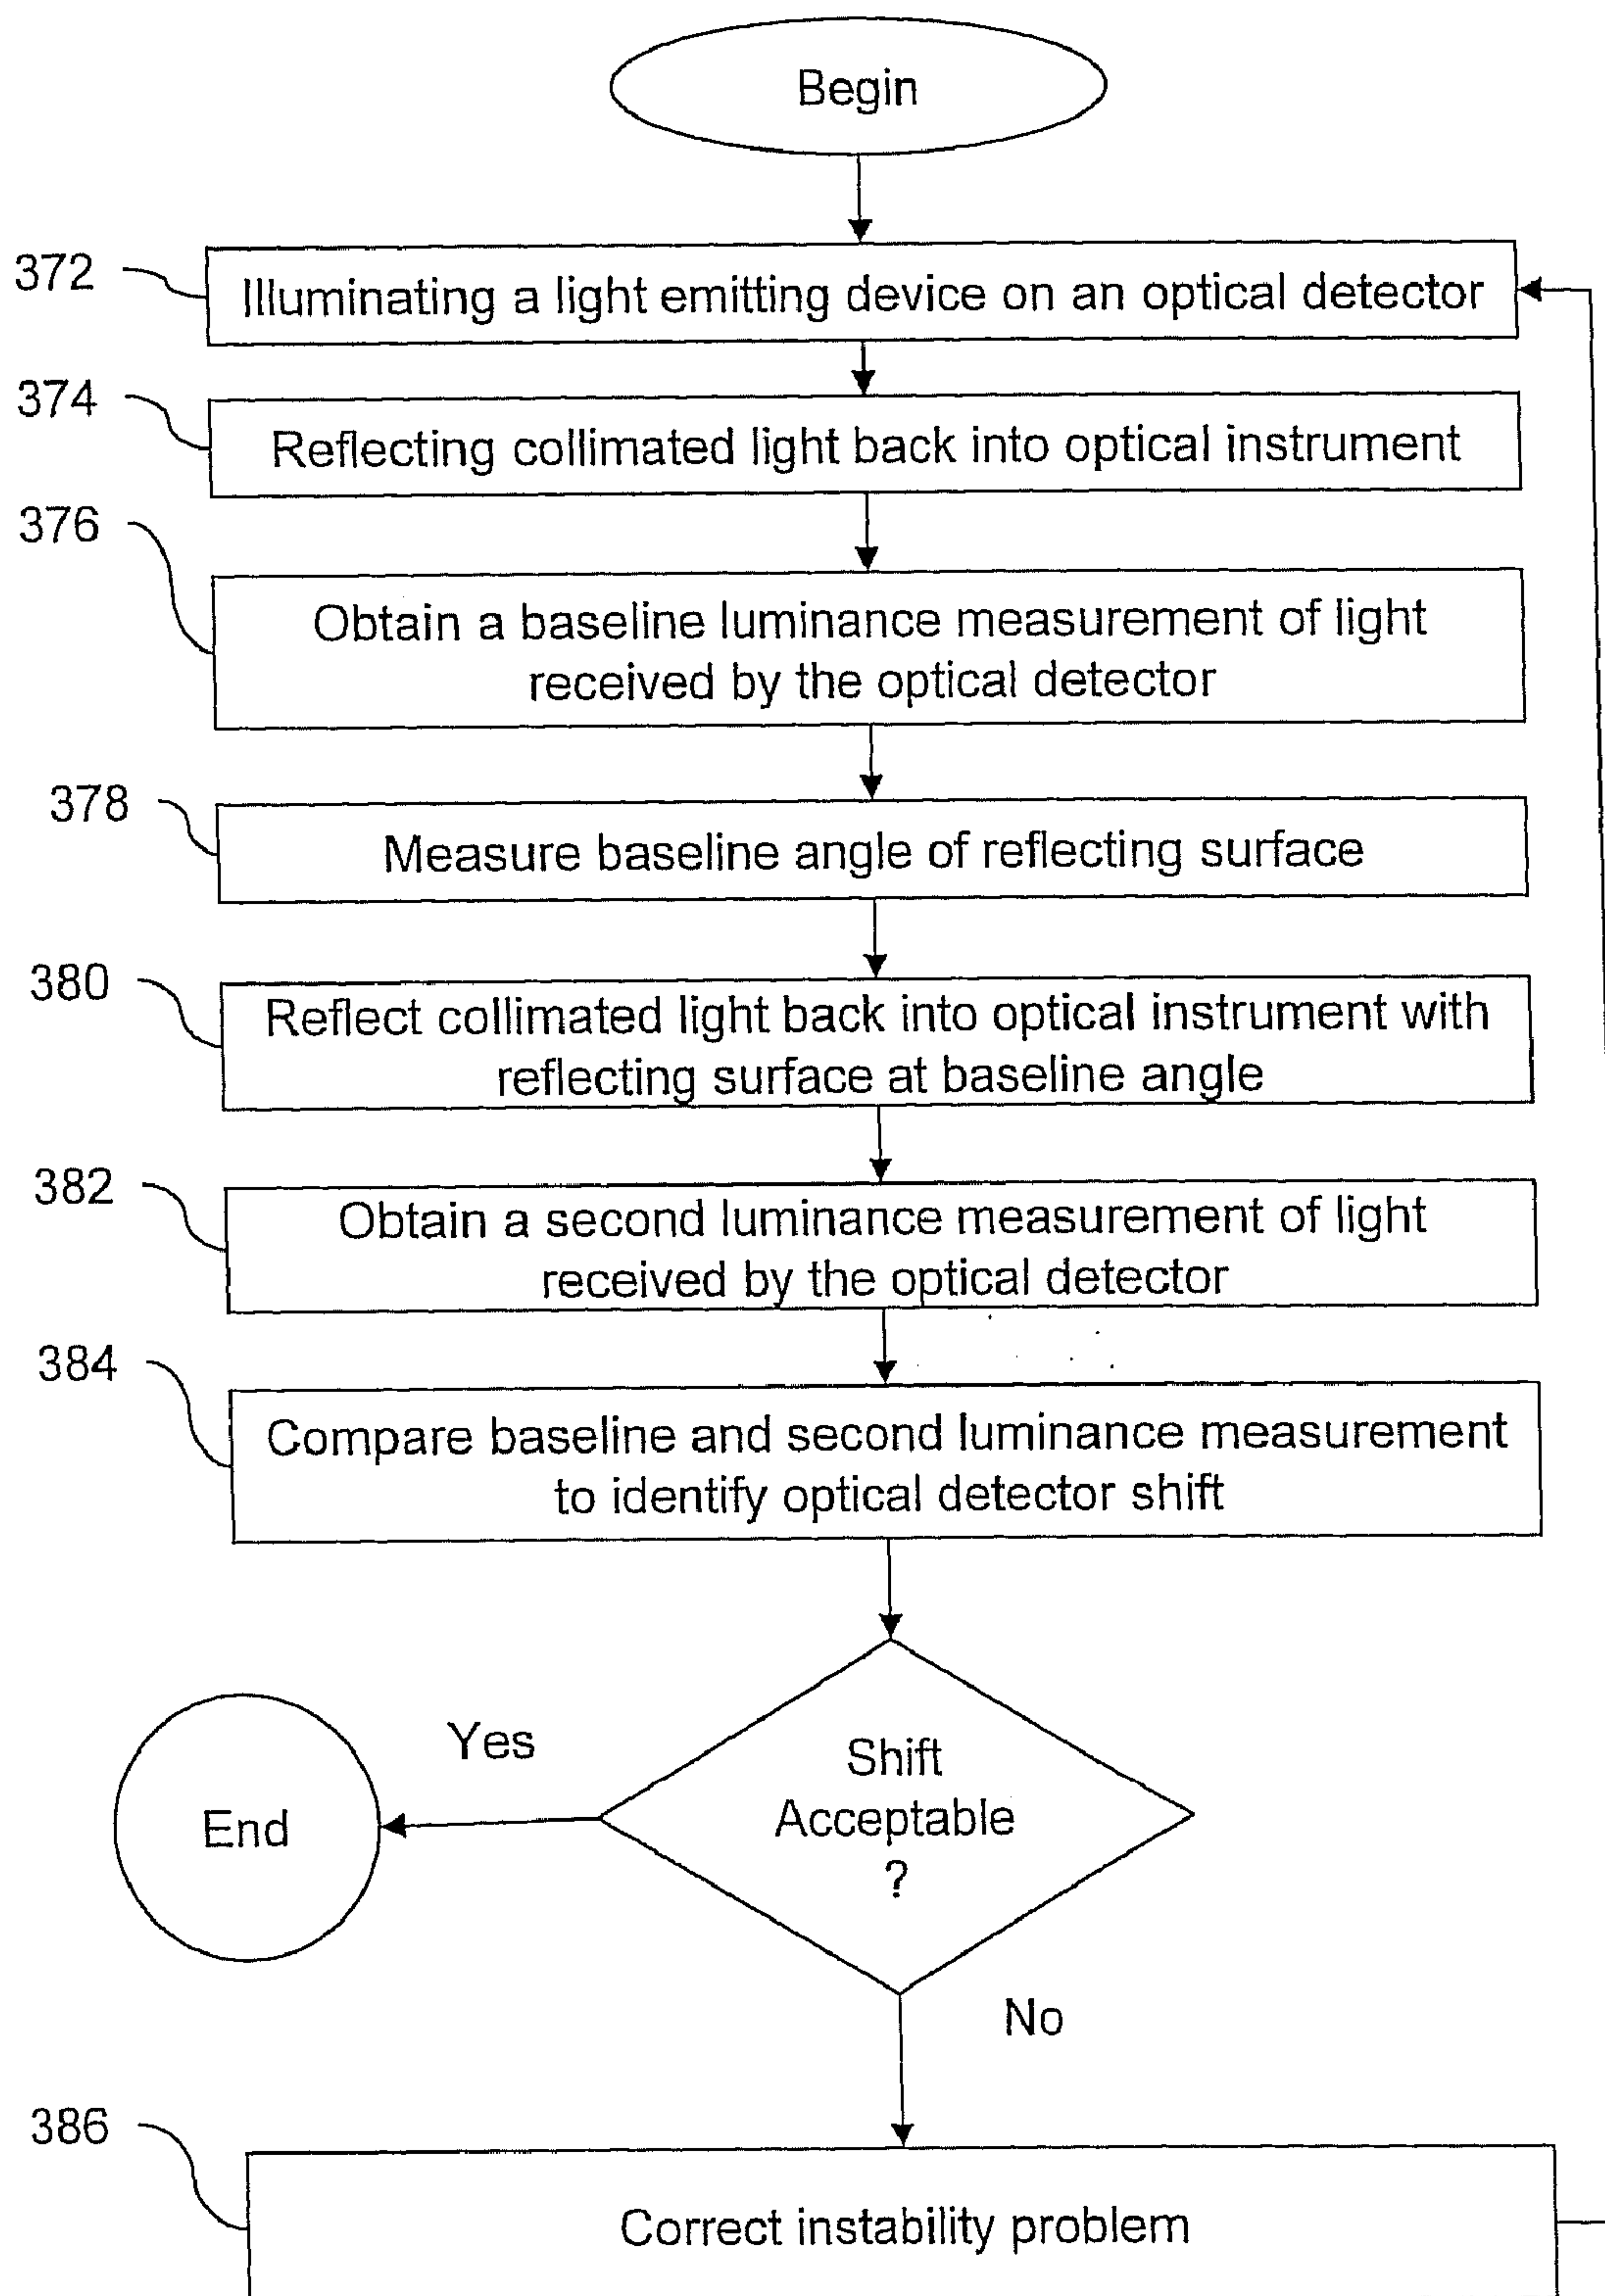 Begin
372
Illuminating a light emitting device on an optical detector
374
Reflecting collimated light back into optical instrument
376
Obtain a baseline luminance measurement of light
received by the optical detector
378
Measure baseline angle of reflecting surface
380
Reflect collimated light back into optical instrument with
reflecting surface at baseline angle
382
Obtain a second luminance measurement of light
received by the optical detector
384
Compare baseline and second luminance measurement
to identify optical detector shift
Shift
Acceptable
?
Yes
End
No
386
Correct instability problem